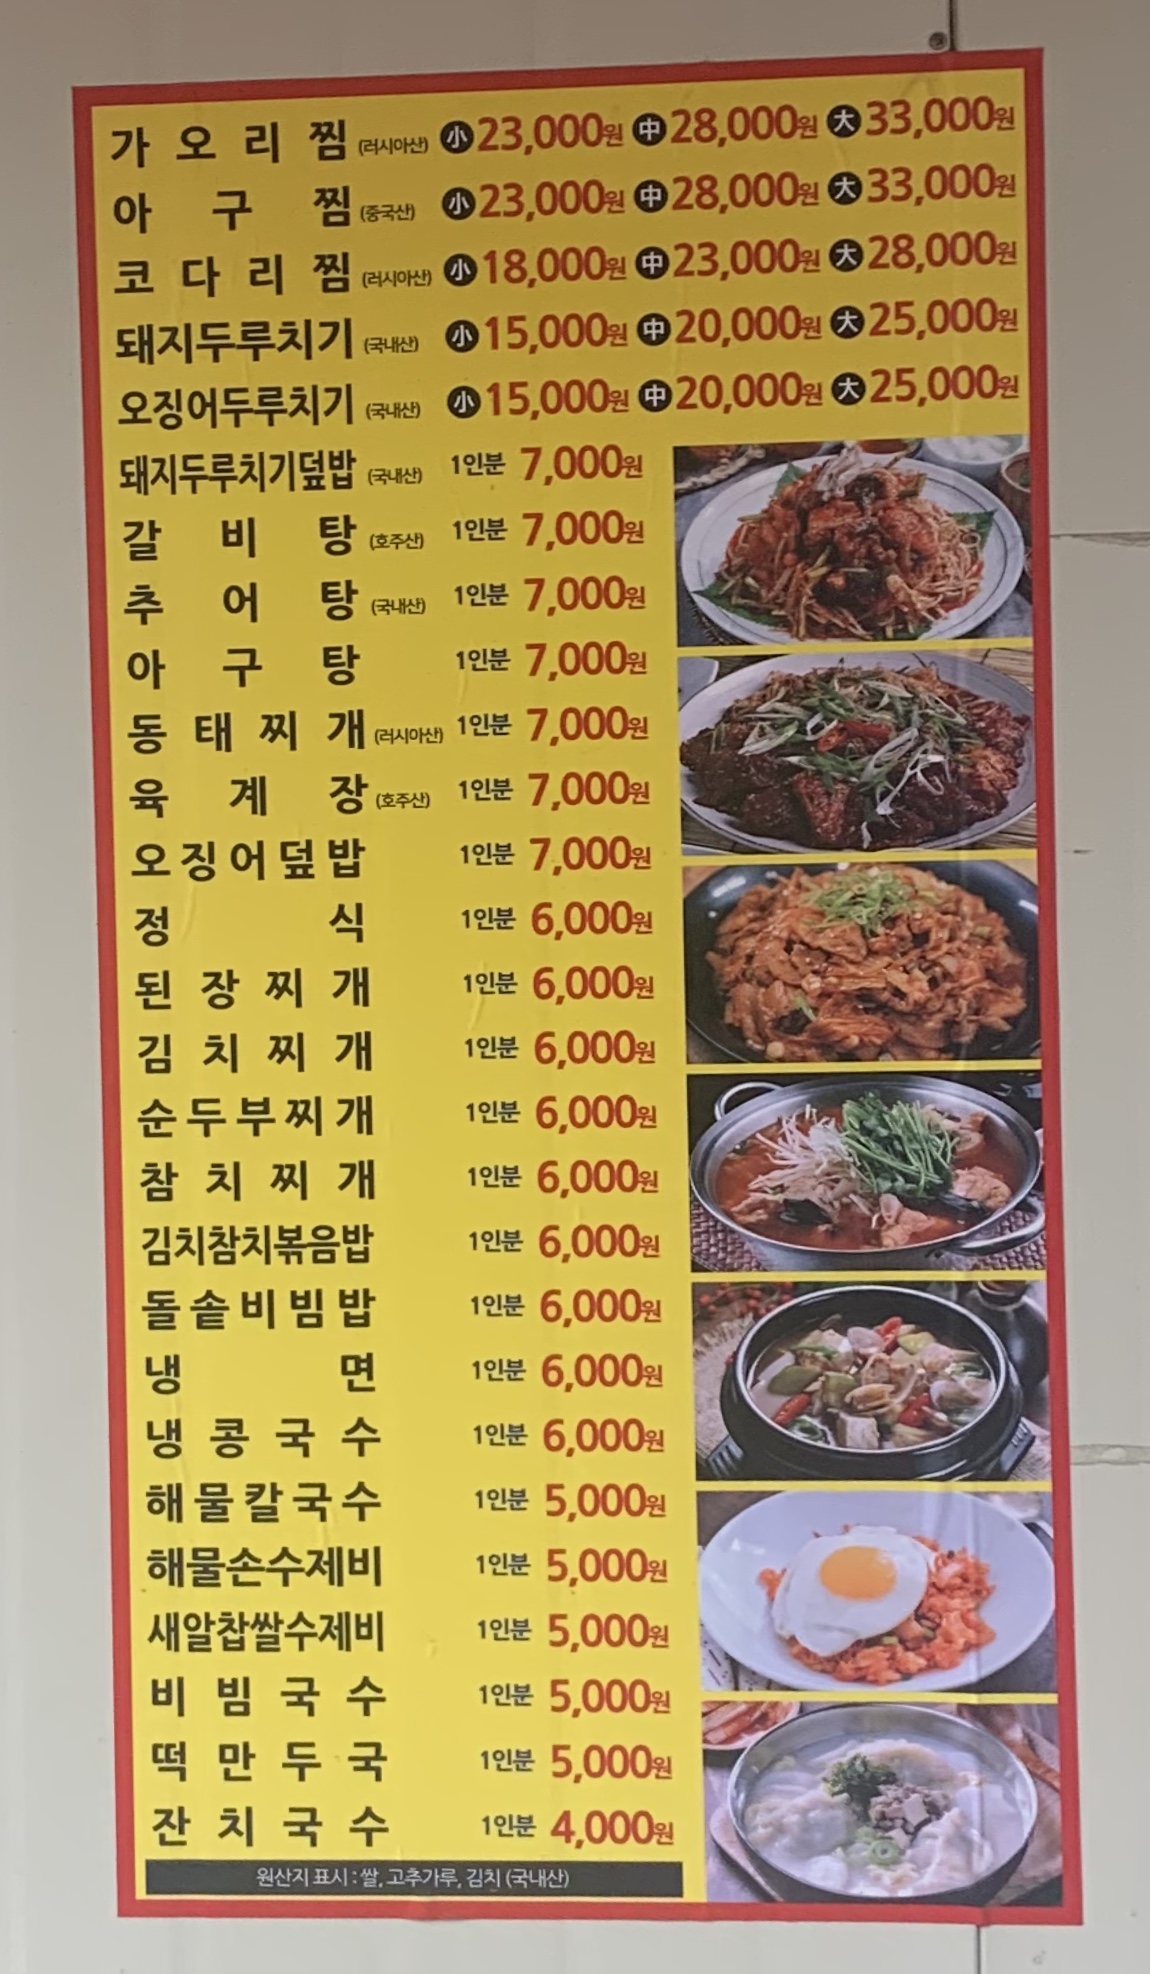 가오리찜 (러시아산) 小 23,000원 中 28,000원 大 33,000원
아구찜 (중국산) 小 23,000원 中 28,000원 大 33,000원
코다리찜 (러시아산) 小 18,000원 中 23,000원 大 28,000원
돼지두루치기 (국내산) 小 15,000원 中 20,000원 大 25,000원
오징어두루치기 (국내산) 小 15,000원 中 20,000원 大 25,000원
돼지두루치기덮밥 (국내산) 1인분 7,000원
갈비탕 (호주산) 1인분 7,000원
추어탕 (국내산) 1인분 7,000원
아구탕 1인분 7,000원
동태찌개 (러시아산) 1인분 7,000원
육계장 (호주산) 1인분 7,000원
오징어덮밥 1인분 7,000원
정식 1인분 6,000원
된장찌개 1인분 6,000원
김치찌개 1인분 6,000원
순두부찌개 1인분 6,000원
참치찌개 1인분 6,000원
김치참치볶음밥 1인분 6,000원
돌솥비빔밥 1인분 6,000원
냉면 1인분 6,000원
냉콩국수 1인분 6,000원
해물칼국수 1인분 5,000원
해물손수제비 1인분 5,000원
새알찹쌀수제비 1인분 5,000원
비빔국수 1인분 5,000원
떡만두국 1인분 5,000원
잔치국수 1인분 4,000원
원산지 표시 : 쌀, 고추가루, 김치 (국내산)